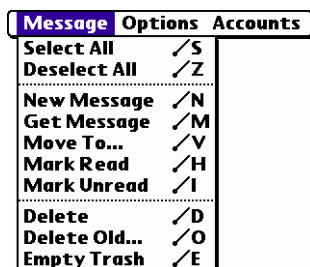 Message Options Accounts
Select All /S
Deselect All /Z
New Message /N
Get Message /M
Move To... /V
Mark Read /H
Mark Unread /I
Delete /D
Delete Old... /O
Empty Trash /E